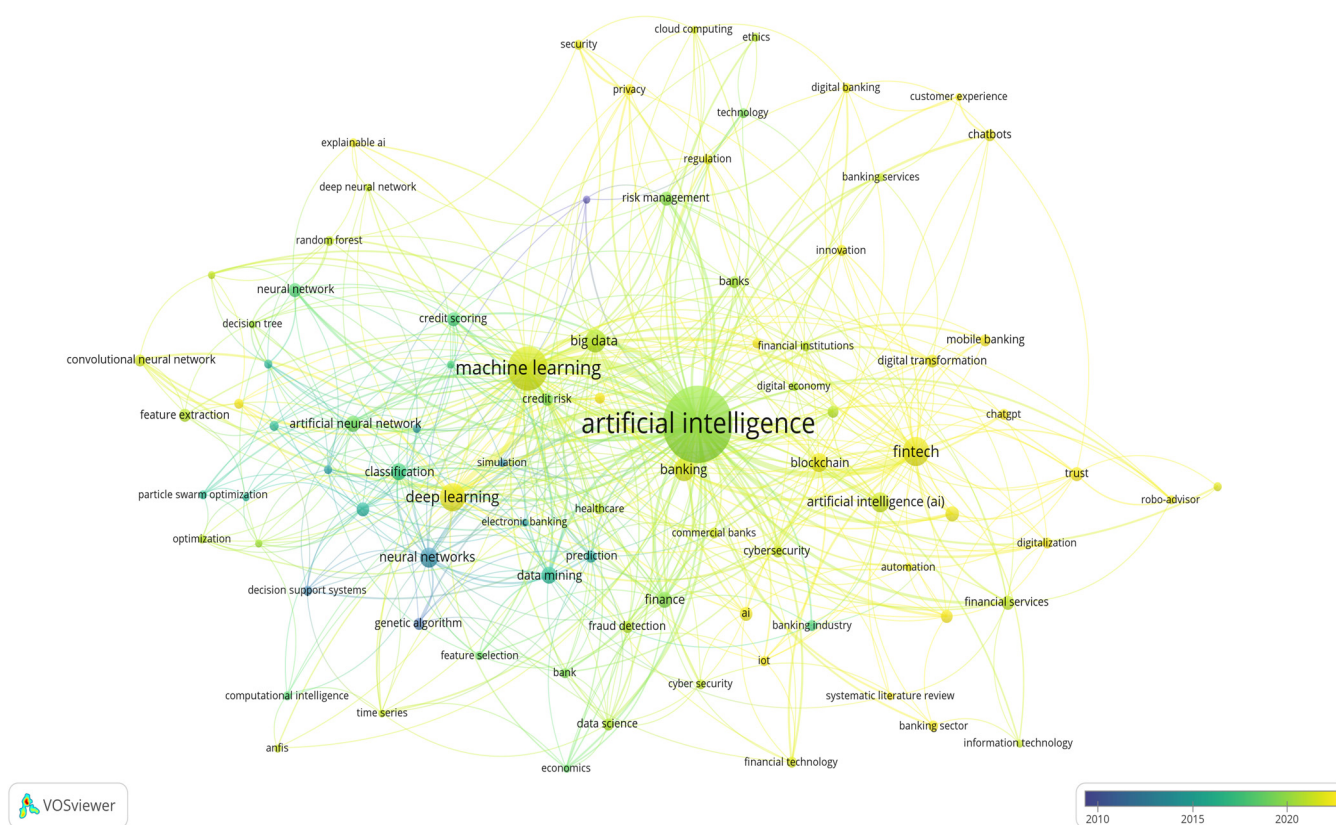 cloud computing
ethics
security
privacy
digital banking
customer experience
technology
chatbots
explainable ai
regulation
banking services
deep neural network
risk management
random forest
innovation
neural network
banks
decision tree
credit scoring
big data
mobile banking
financial institutions
convolutional neural network
digital transformation
machine learning
digital economy
credit risk
feature extraction
artificial neural network
artificial intelligence
chatgpt
fintech
simulation
banking
blockchain
classification
trust
particle swarm optimization
deep learning
robo-advisor
artificial intelligence (ai)
healthcare
electronic banking
commercial banks
optimization
digitalization
cybersecurity
neural networks
prediction
automation
data mining
decision support systems
finance
financial services
ai
genetic algorithm
fraud detection
banking industry
feature selection
iot
bank
cyber security
computational intelligence
systematic literature review
time series
data science
banking sector
information technology
anfis
financial technology
economics
VOSviewer
2010
2015
2020